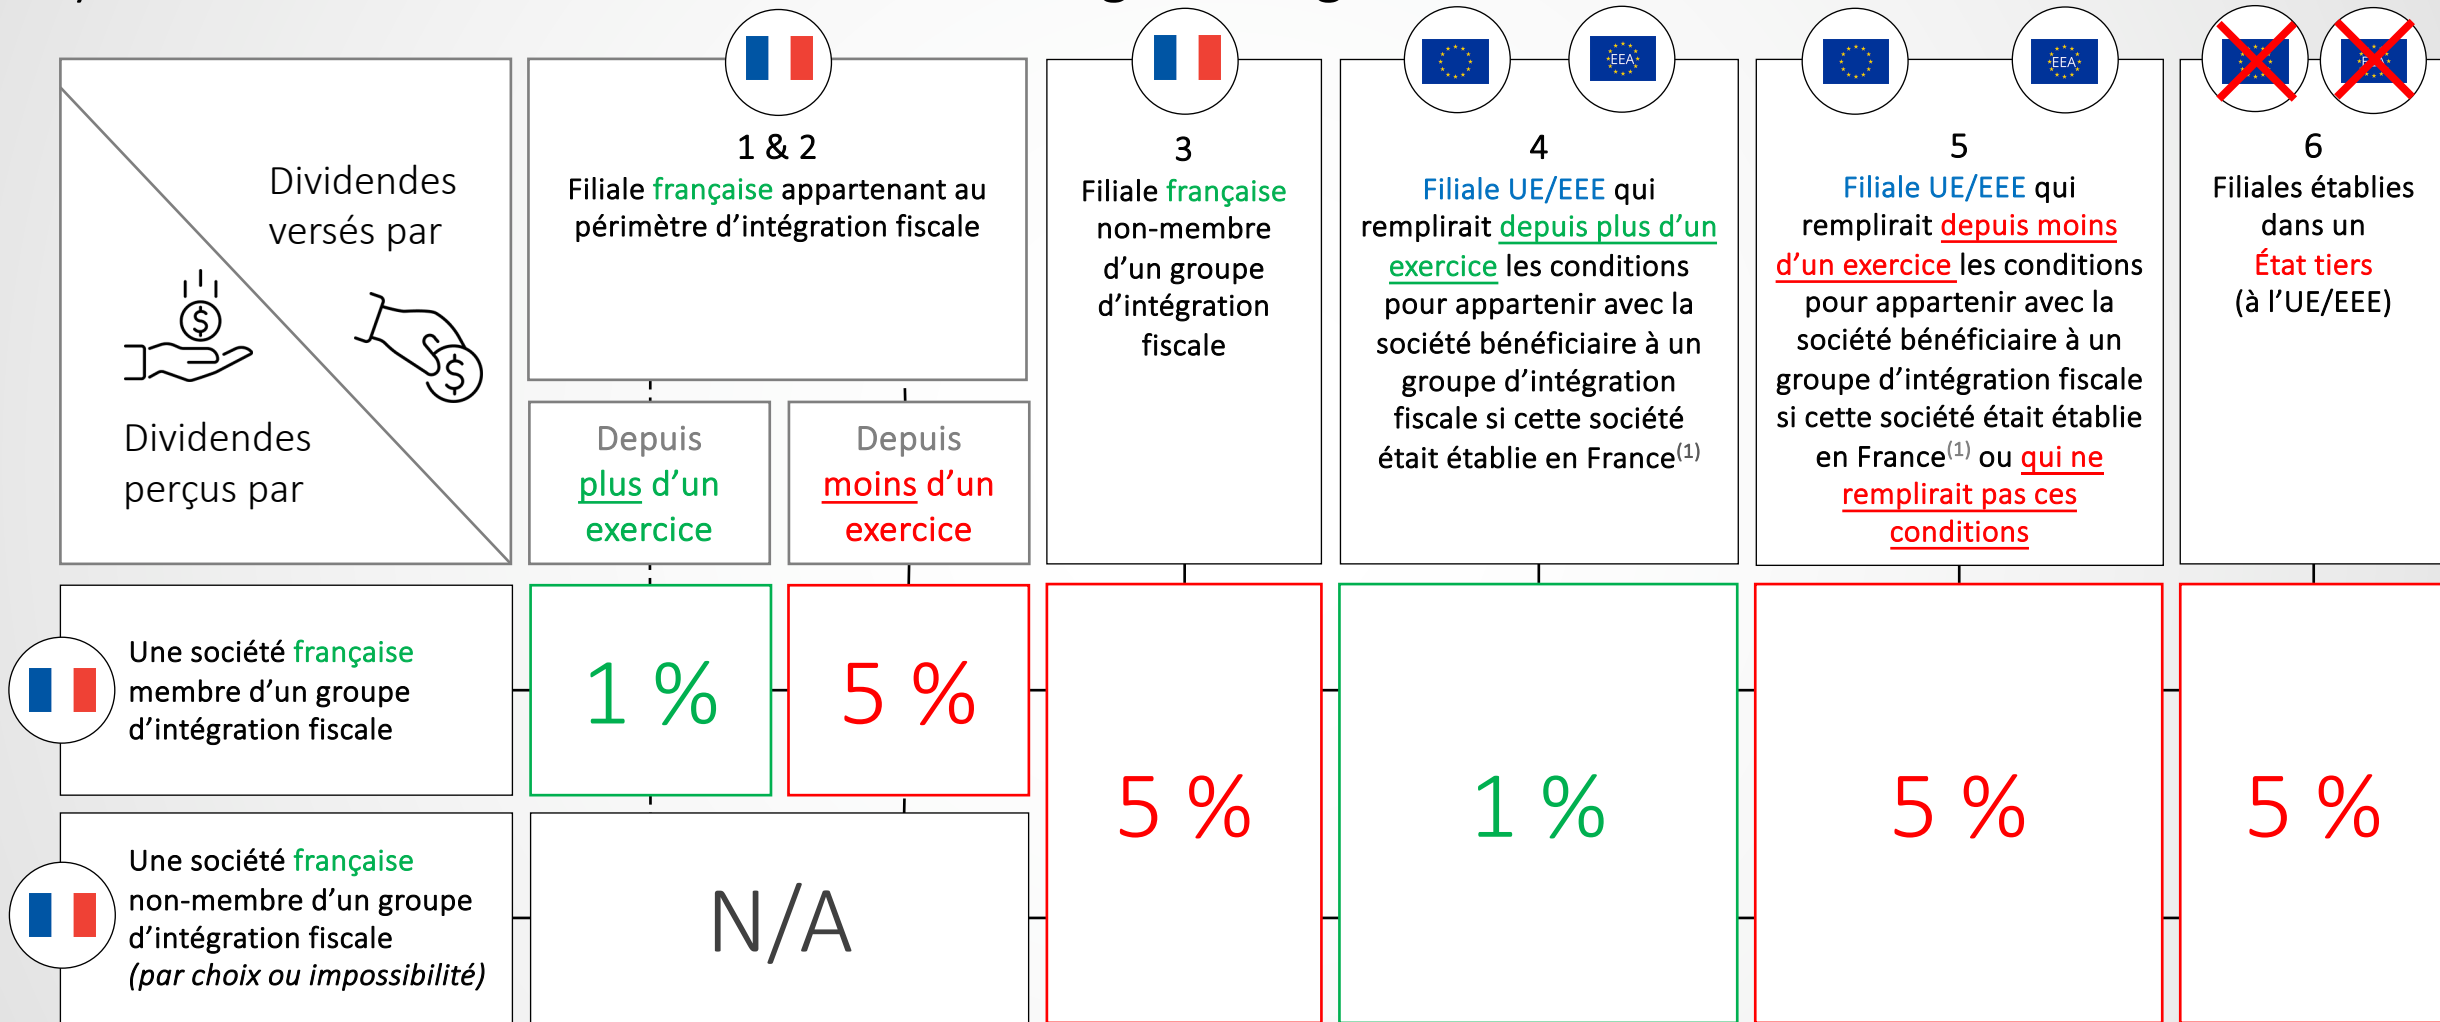 Dividendes
versés par
Dividendes
perçus par
1 & 2
Filiale française appartenant au
périmètre d’intégration fiscale
Depuis
plus d’un
exercice
Depuis
moins d’un
exercice
3
Filiale française
non-membre
d’un groupe
d’intégration
fiscale
EEA
4
Filiale UE/EEE qui
remplirait depuis plus d’un
exercice les conditions
pour appartenir avec la
société bénéficiaire à un
groupe d’intégration
fiscale si cette société
était établie en France(1)
EEA
5
Filiale UE/EEE qui
remplirait depuis moins
d’un exercice les conditions
pour appartenir avec la
société bénéficiaire à un
groupe d’intégration fiscale
si cette société était établie
en France(1) ou qui ne
remplirait pas ces
conditions
6
Filiales établies
dans un
État tiers
(à l’UE/EEE)
Une société française
membre d’un groupe
d’intégration fiscale
1 %
5 %
5 %
1 %
5 %
5 %
Une société française
non-membre d’un groupe
d’intégration fiscale
(par choix ou impossibilité)
N/A